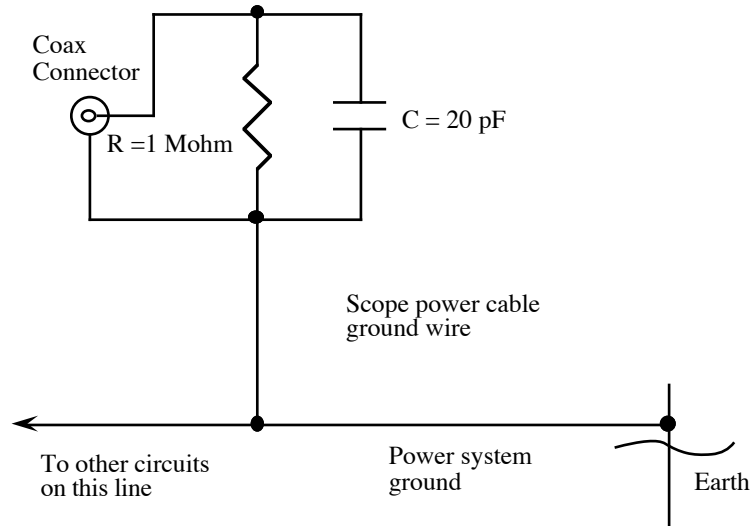 Coax
Connector
R =1 Mohm
C = 20 pF
Scope power cable
ground wire
To other circuits
on this line
Power system
ground
Earth